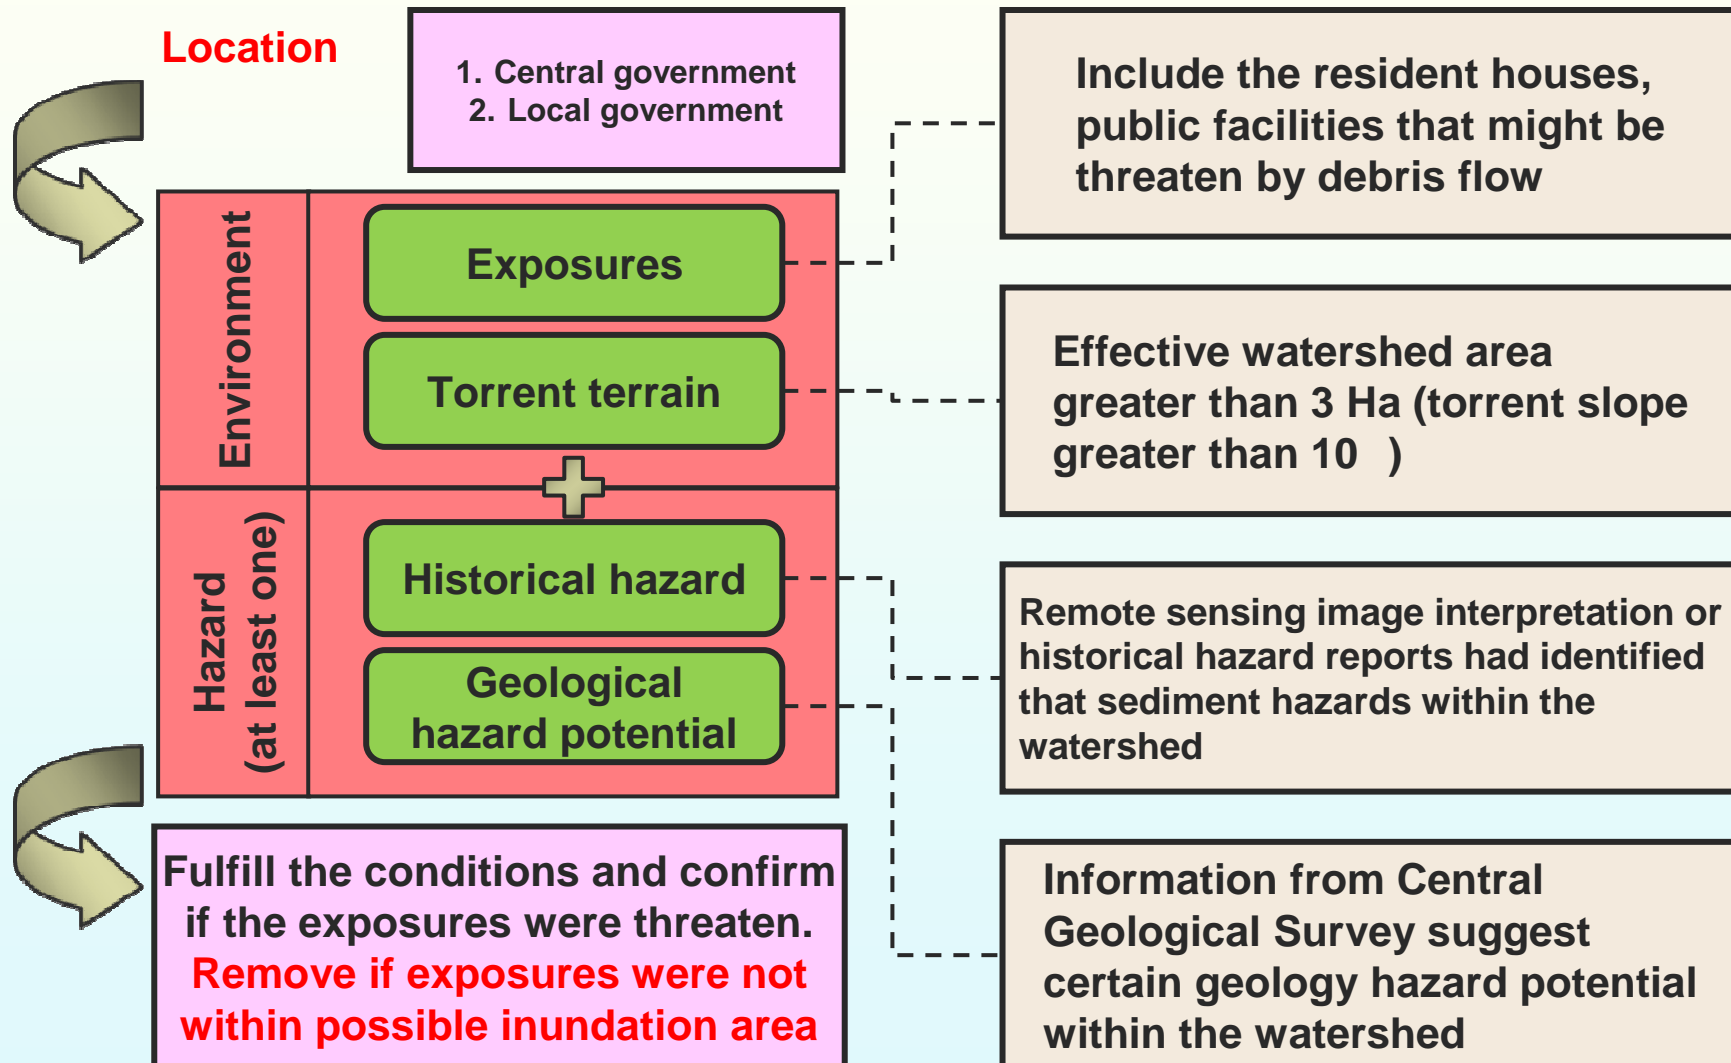 Location
1. Central government
2. Local government
Environment
Exposures
Torrent terrain
Hazard
(at least one)
Historical hazard
Geological
hazard potential
Include the resident houses,
public facilities that might be
threaten by debris flow
Effective watershed area
greater than 3 Ha (torrent slope
greater than 10   )
Remote sensing image interpretation or
historical hazard reports had identified
that sediment hazards within the
watershed
Information from Central
Geological Survey suggest
certain geology hazard potential
within the watershed
Fulfill the conditions and confirm
if the exposures were threaten.
Remove if exposures were not
within possible inundation area